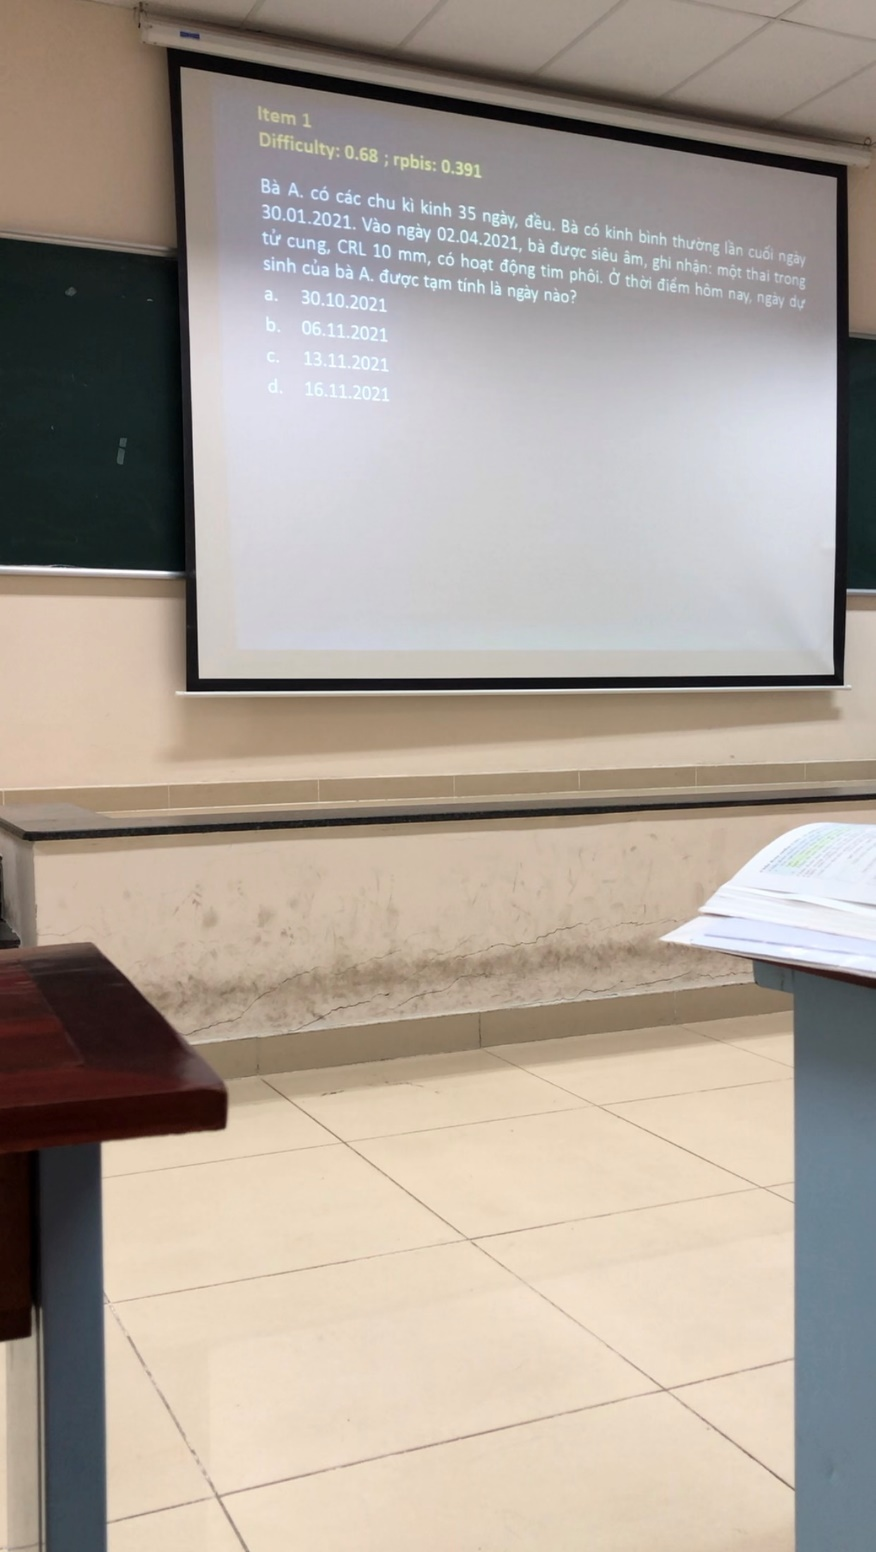 Item 1
Difficulty: 0.68 ; rpbis: 0.391
Bà A. có các chu kì kinh 35 ngày, đều. Bà có kinh bình thường lần cuối ngày
30.01.2021. Vào ngày 02.04.2021, bà được siêu âm, ghi nhận: một thai trong
tử cung, CRL 10 mm, có hoạt động tim phôi. Ở thời điểm hôm nay, ngày dự
sinh của bà A. được tạm tính là ngày nào?
a. 30.10.2021
b. 06.11.2021
c. 13.11.2021
d. 16.11.2021